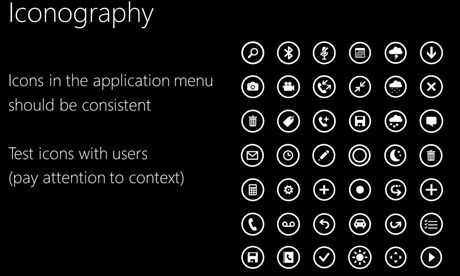 Iconography
Icons in the application menu
should be consistent
Test icons with users
(pay attention to context)